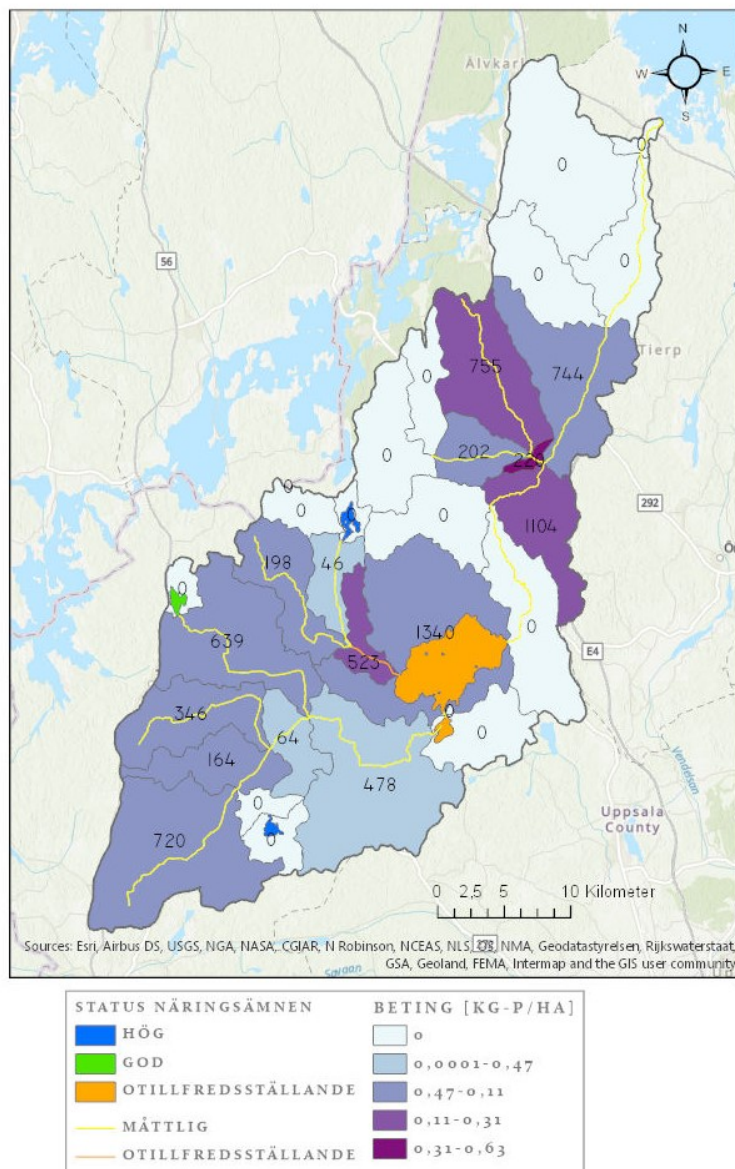 N
Älvkarl
W
E
S
0
56
0
0
0
Tierp
755
744
0
202
0
0
292
0
1104
0
Ör
198
46
0
1340
0
639
E4
523
346
0
0
64
164
478
Vendelsån
0
Uppsala
County
720
0
0 2,5 5 10 Kilometer
Sources: Esri, Airbus DS, USGS, NGA, NASA, CGIAR, N Robinson, NCEAS, NLS, OS, NMA, Geodatastyrelsen, Rijkswaterstaat,
GSA, Geoland, FEMA, Intermap and the GIS user community
STATUS NÄRINGSÄMNEN
HÖG
GOD
OTILLFREDSSTÄLLANDE
MÅTTLIG
OTILLFREDSSTÄLLANDE
BETING [KG-P/HA]
0
0,0001-0,47
0,47-0,11
0,11-0,31
0,31-0,63